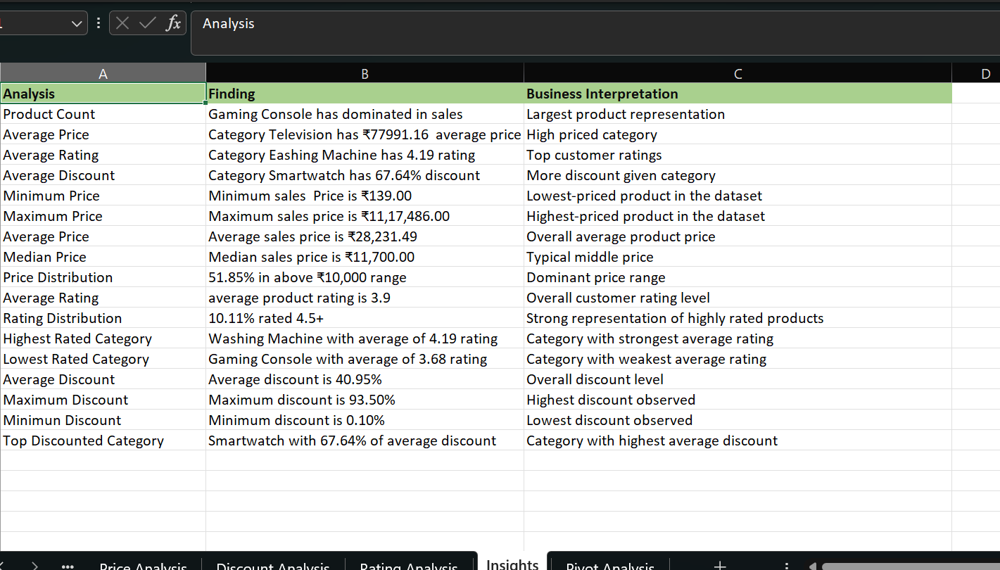 fx Analysis
A B C D
Analysis Finding Business Interpretation
Product Count Gaming Console has dominated in sales Largest product representation
Average Price Category Television has ₹77991.16  average price High priced category
Average Rating Category Eashing Machine has 4.19 rating Top customer ratings
Average Discount Category Smartwatch has 67.64% discount More discount given category
Minimum Price Minimum sales  Price is ₹139.00 Lowest-priced product in the dataset
Maximum Price Maximum sales price is ₹11,17,486.00 Highest-priced product in the dataset
Average Price Average sales price is ₹28,231.49 Overall average product price
Median Price Median sales price is ₹11,700.00 Typical middle price
Price Distribution 51.85% in above ₹10,000 range Dominant price range
Average Rating average product rating is 3.9 Overall customer rating level
Rating Distribution 10.11% rated 4.5+ Strong representation of highly rated products
Highest Rated Category Washing Machine with average of 4.19 rating Category with strongest average rating
Lowest Rated Category Gaming Console with average of 3.68 rating Category with weakest average rating
Average Discount Average discount is 40.95% Overall discount level
Maximum Discount Maximum discount is 93.50% Highest discount observed
Minimun Discount Minimum discount is 0.10% Lowest discount observed
Top Discounted Category Smartwatch with 67.64% of average discount Category with highest average discount
Price Analysis Discount Analysis Rating Analysis Insights Pivot Analysis